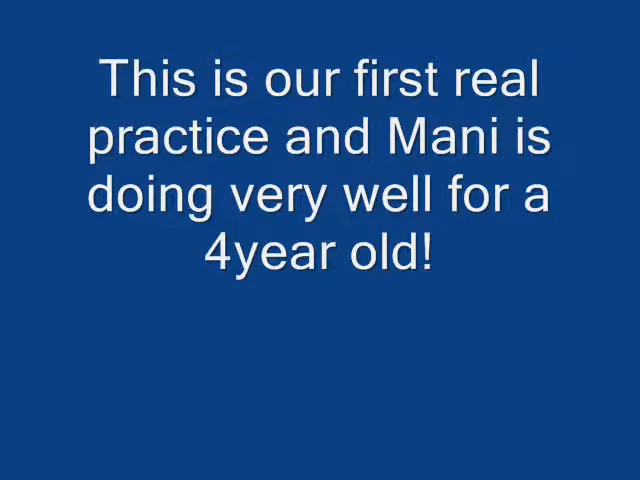 This is our first real
practice and Mani is
doing very well for a
4year old!